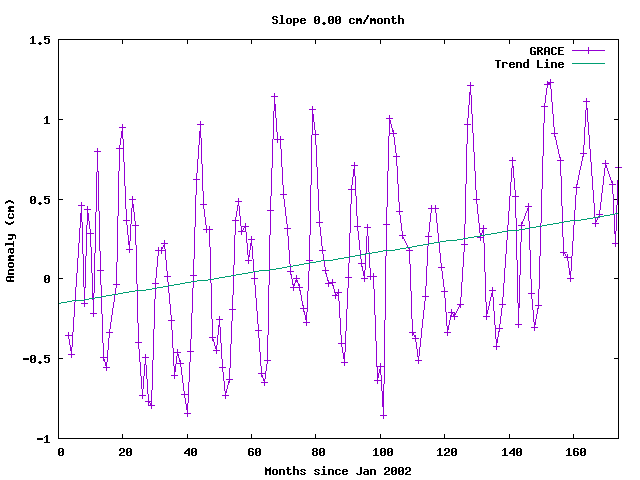 Slope 0.00 cm/month
GRACE
Trend Line
1.5
1
0.5
0
-0.5
-1
Anomaly (cm)
0 20 40 60 80 100 120 140 160
Months since Jan 2002